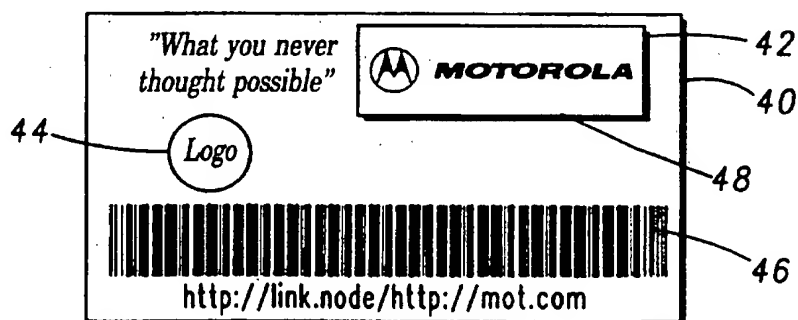 "What you never
thought possible"
MOTOROLA
42
40
44
Logo
48
46
http://link.node/http://mot.com